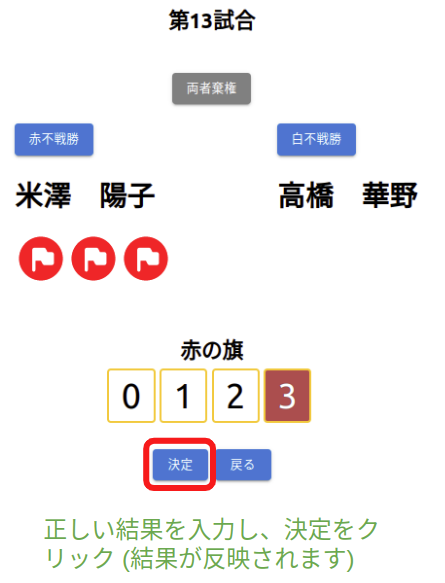 第13試合
両者棄権
赤不戦勝 白不戦勝
米澤 陽子 高橋 華野
赤の旗
0 1 2 3
決定 戻る
正しい結果を入力し、決定をク
リック (結果が反映されます)